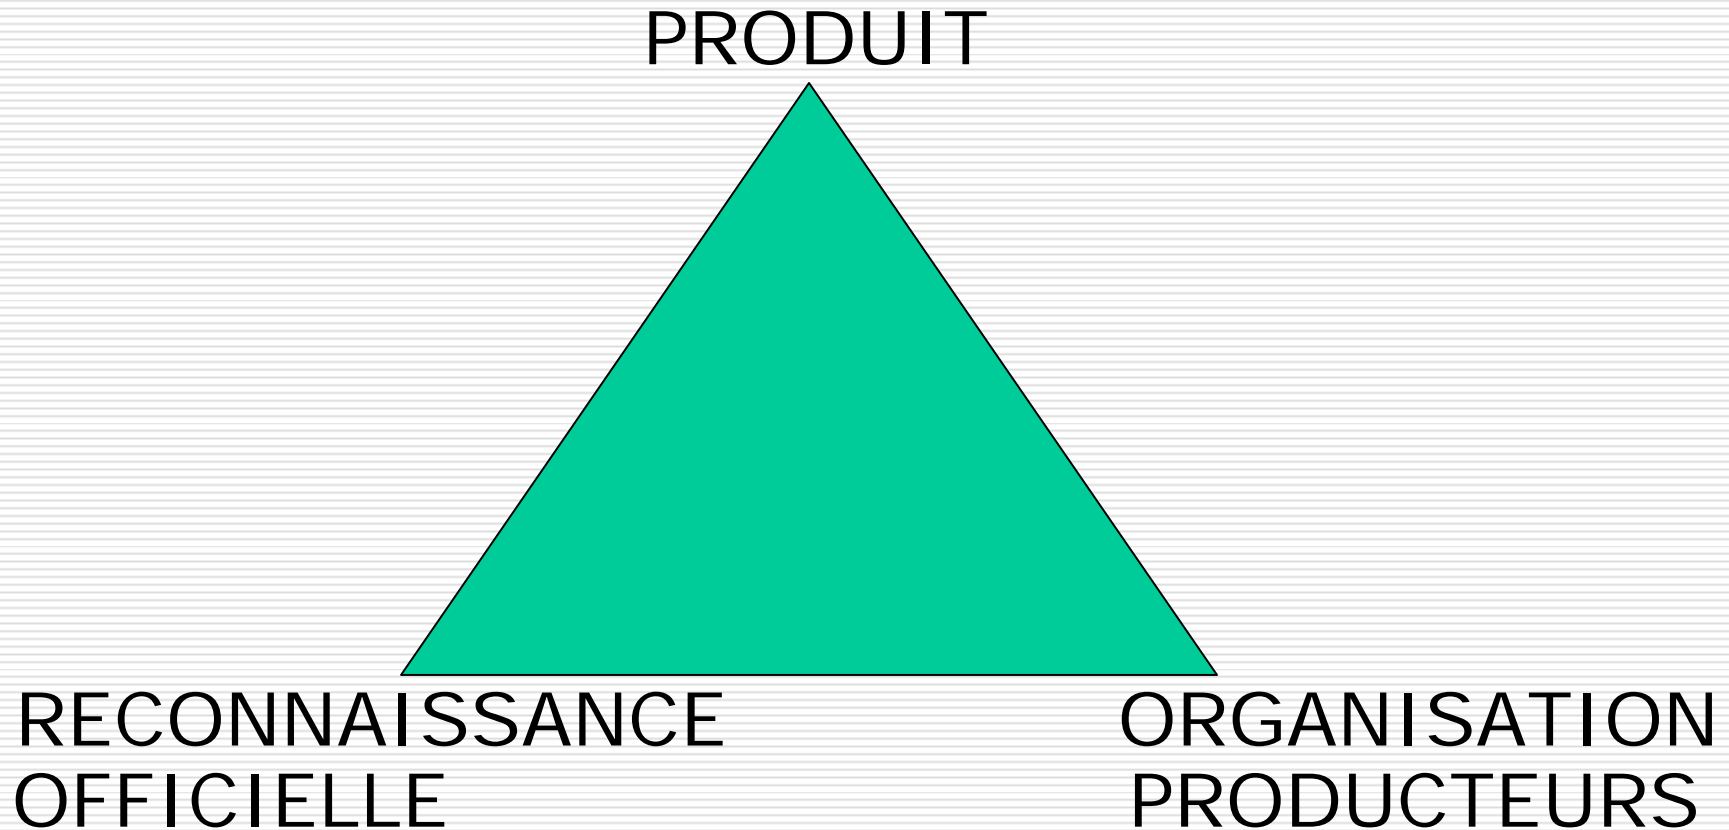 PRODUIT
RECONNAISSANCE
OFFICIELLE
ORGANISATION
PRODUCTEURS